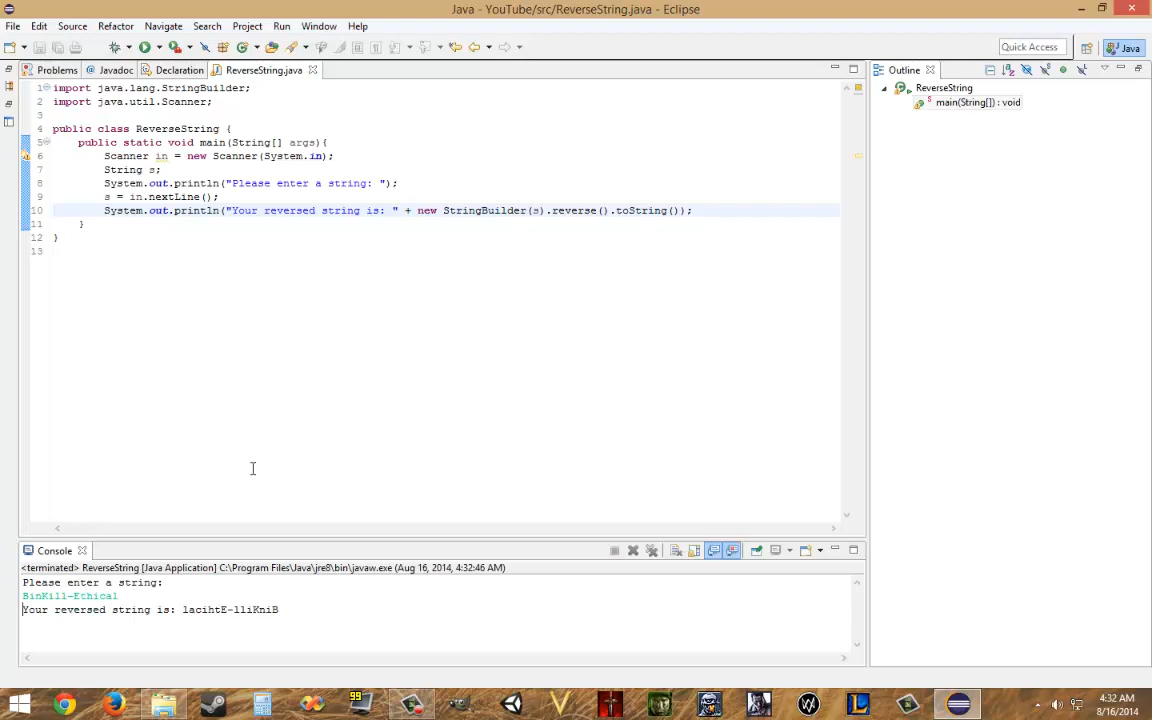 Java - YouTube/src/ReverseString.java - Eclipse
File Edit Source Refactor Navigate Search Project Run Window Help
Quick Access
Java
Problems @ Javadoc Declaration ReverseString.java
Outline
1 import java.lang.StringBuilder;
2 import java.util.Scanner;
3
4 public class ReverseString {
5 public static void main(String[] args){
6 Scanner in = new Scanner(System.in);
7 String s;
8 System.out.println("Please enter a string: ");
9 s = in.nextLine();
10 System.out.println("Your reversed string is: " + new StringBuilder(s).reverse().toString());
11 }
12 }
13
ReverseString
main(String[]) : void
Console
<terminated> ReverseString [Java Application] C:\Program Files\Java\jre8\bin\javaw.exe (Aug 16, 2014, 4:32:46 AM)
Please enter a string:
BinKill-Ethical
Your reversed string is: lacihtE-lliKniB
99
4:32 AM
8/16/2014